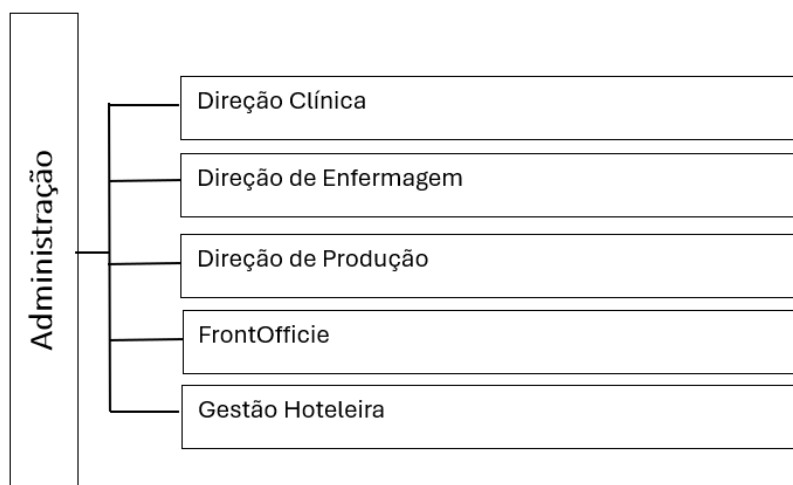 Administração
Direção Clínica
Direção de Enfermagem
Direção de Produção
FrontOfficie
Gestão Hoteleira